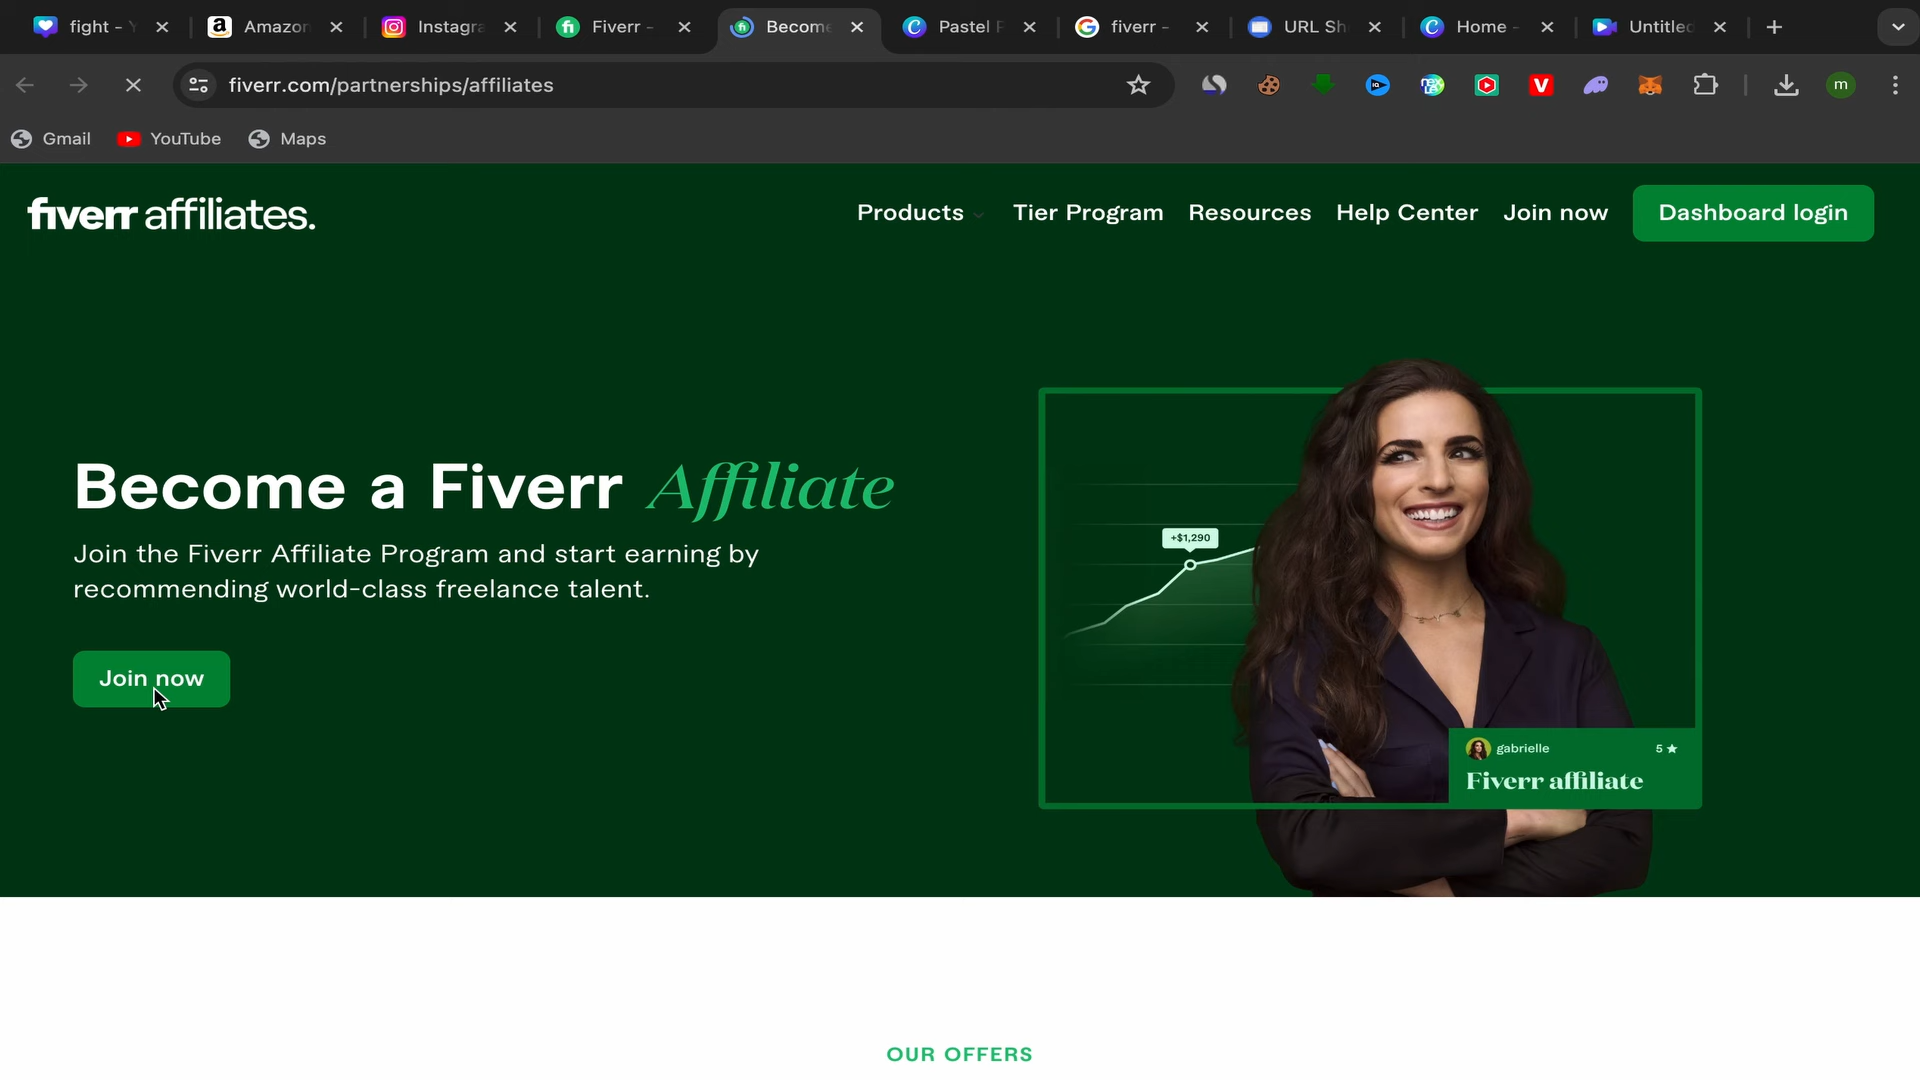 fight - Y
Amazon
Instagra
Fiverr -
Become
Pastel P
fiverr -
URL Sh
Home -
Untitled
fiverr.com/partnerships/affiliates
m
Gmail
YouTube
Maps
fiverr affiliates.
Products
Tier Program
Resources
Help Center
Join now
Dashboard login
Become a Fiverr Affiliate
Join the Fiverr Affiliate Program and start earning by
recommending world-class freelance talent.
Join now
+$1,290
gabrielle
5 ★
Fiverr affiliate
OUR OFFERS